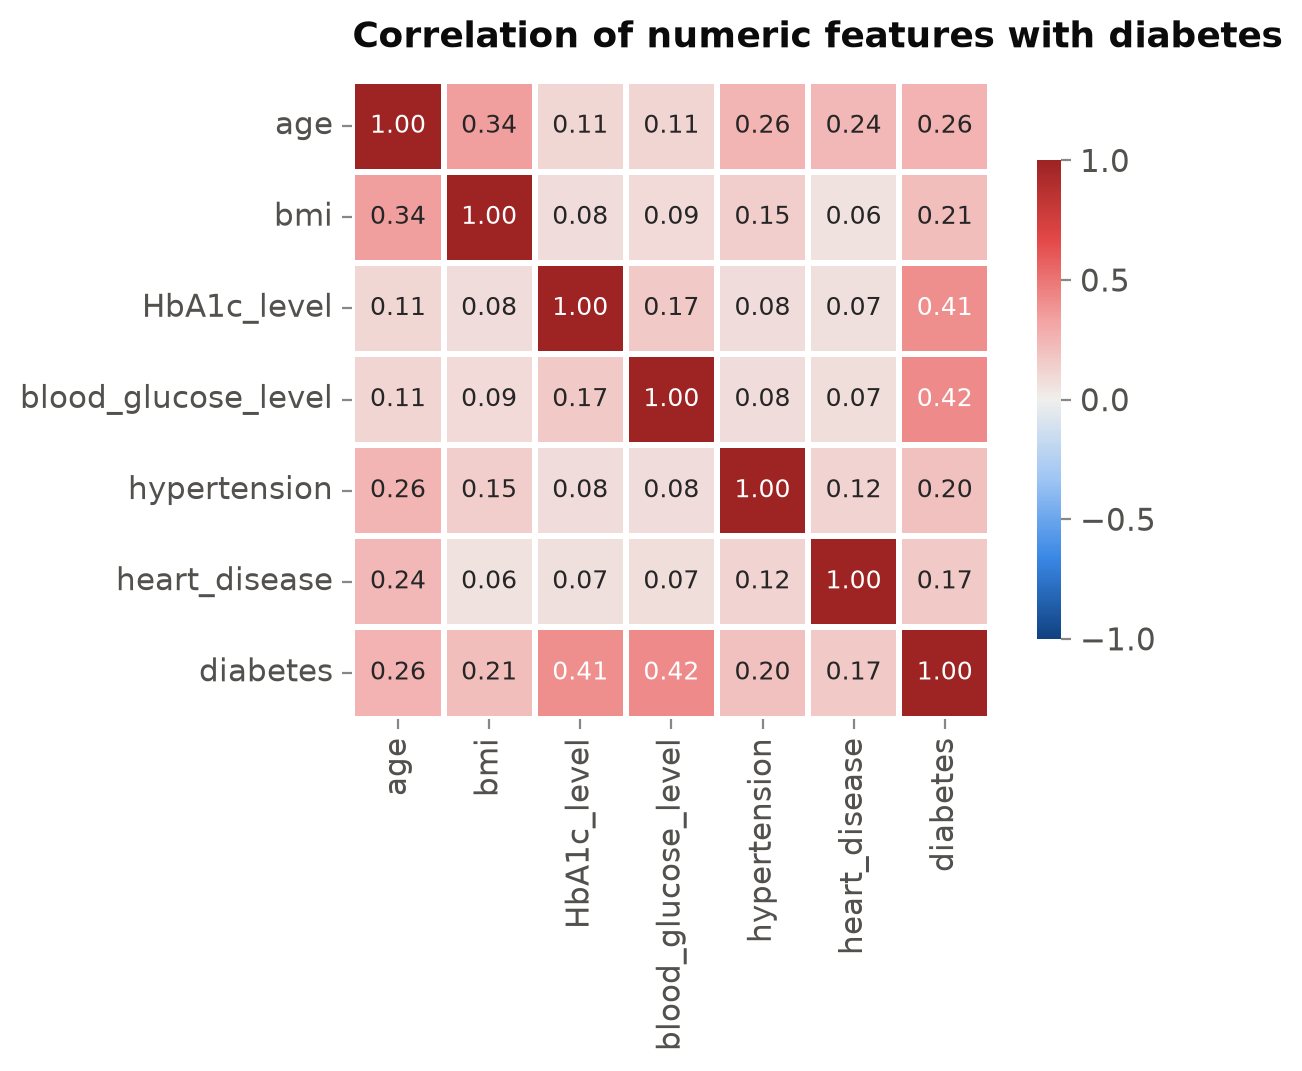 Correlation of numeric features with diabetes
age 1.00 0.34 0.11 0.11 0.26 0.24 0.26
bmi 0.34 1.00 0.08 0.09 0.15 0.06 0.21
HbA1c_level 0.11 0.08 1.00 0.17 0.08 0.07 0.41
blood_glucose_level 0.11 0.09 0.17 1.00 0.08 0.07 0.42
hypertension 0.26 0.15 0.08 0.08 1.00 0.12 0.20
heart_disease 0.24 0.06 0.07 0.07 0.12 1.00 0.17
diabetes 0.26 0.21 0.41 0.42 0.20 0.17 1.00
age
bmi
HbA1c_level
blood_glucose_level
hypertension
heart_disease
diabetes
1.0
0.5
0.0
−0.5
−1.0